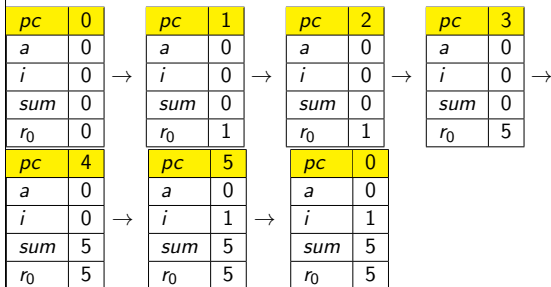 pc 0 pc 1 pc 2 pc 3
a 0 a 0 a 0 a 0
i 0 → i 0 → i 0 → i 0 →
sum 0 sum 0 sum 0 sum 0
r₀ 0 r₀ 1 r₀ 1 r₀ 5
pc 4 pc 5 pc 0
a 0 a 0 a 0
i 0 → i 1 → i 1
sum 5 sum 5 sum 5
r₀ 5 r₀ 5 r₀ 5